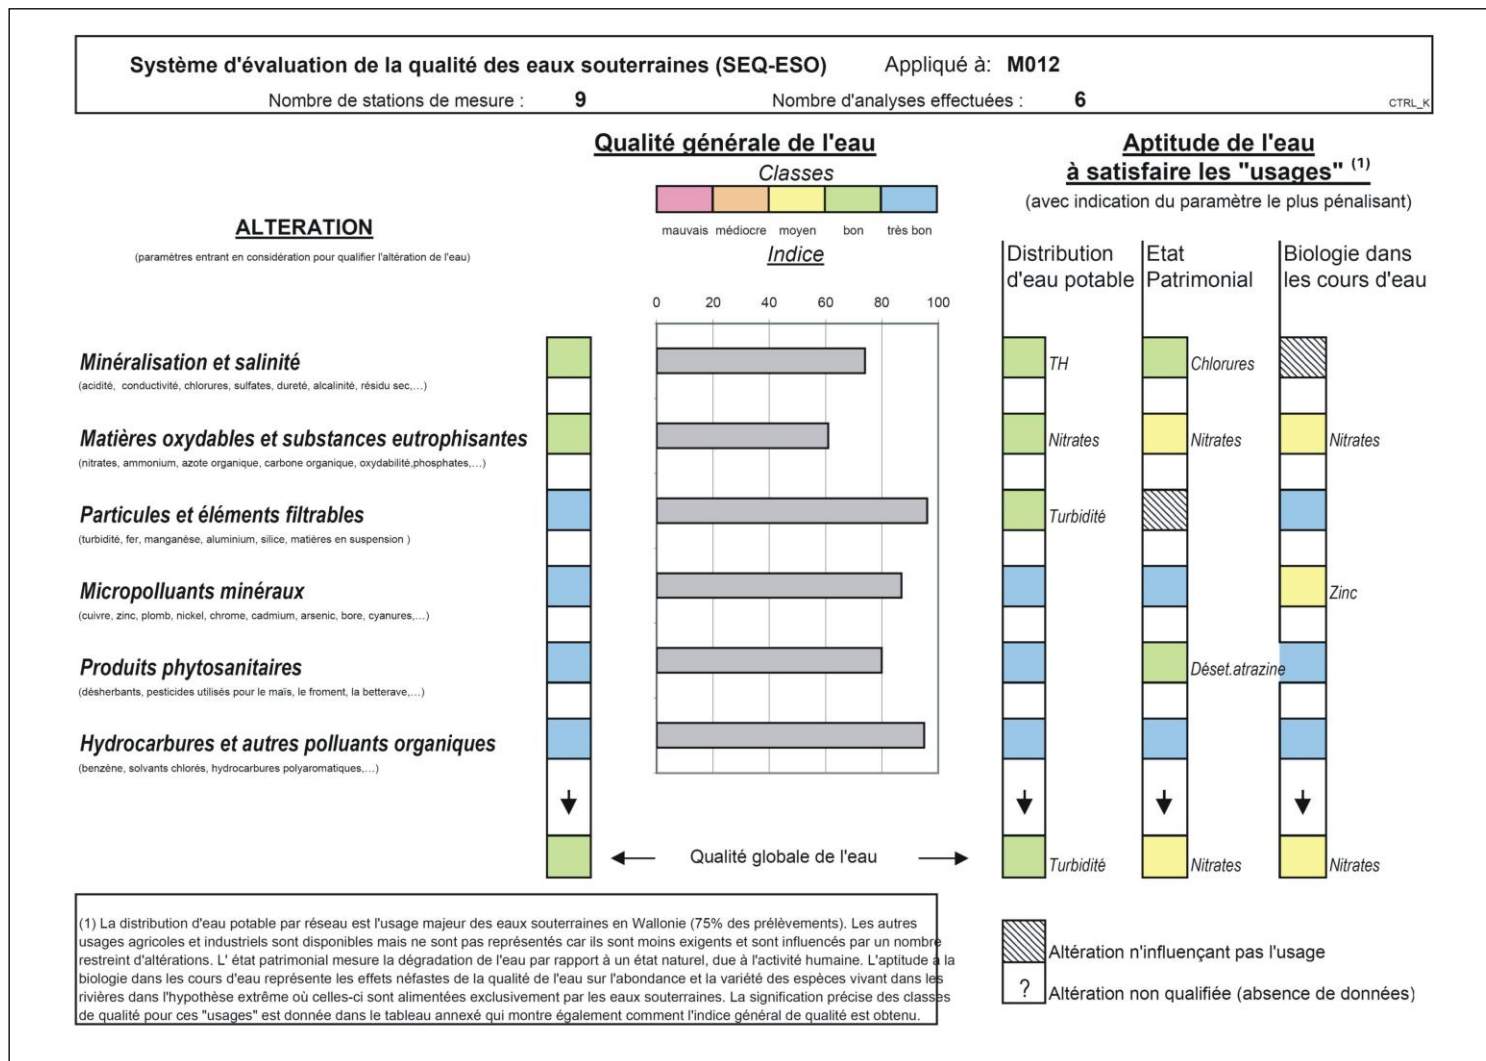 Système d'évaluation de la qualité des eaux souterraines (SEQ-ESO) Appliqué à: M012
Nombre de stations de mesure : 9 Nombre d'analyses effectuées : 6 CTRL_K
Qualité générale de l'eau
Classes
mauvais médiocre moyen bon très bon
Indice
Aptitude de l'eau
à satisfaire les "usages" (1)
(avec indication du paramètre le plus pénalisant)
ALTERATION
(paramètres entrant en considération pour qualifier l'altération de l'eau)
Distribution
d'eau potable
Etat
Patrimonial
Biologie dans
les cours d'eau
0 20 40 60 80 100
Minéralisation et salinité
(acidité, conductivité, chlorures, sulfates, dureté, alcalinité, résidu sec,...)
TH
Chlorures
Matières oxydables et substances eutrophisantes
(nitrates, ammonium, azote organique, carbone organique, oxydabilité,phosphates,...)
Nitrates
Nitrates
Nitrates
Particules et éléments filtrables
(turbidité, fer, manganèse, aluminium, silice, matières en suspension )
Turbidité
Micropolluants minéraux
(cuivre, zinc, plomb, nickel, chrome, cadmium, arsenic, bore, cyanures,...)
Zinc
Produits phytosanitaires
(désherbants, pesticides utilisés pour le maïs, le froment, la betterave,...)
Déset.atrazine
Hydrocarbures et autres polluants organiques
(benzène, solvants chlorés, hydrocarbures polyaromatiques,...)
Qualité globale de l'eau
Turbidité
Nitrates
Nitrates
(1) La distribution d'eau potable par réseau est l'usage majeur des eaux souterraines en Wallonie (75% des prélèvements). Les autres
usages agricoles et industriels sont disponibles mais ne sont pas représentés car ils sont moins exigents et sont influencés par un nombre
restreint d'altérations. L' état patrimonial mesure la dégradation de l'eau par rapport à un état naturel, due à l'activité humaine. L'aptitude à la
biologie dans les cours d'eau représente les effets néfastes de la qualité de l'eau sur l'abondance et la variété des espèces vivant dans les
rivières dans l'hypothèse extrême où celles-ci sont alimentées exclusivement par les eaux souterraines. La signification précise des classes
de qualité pour ces "usages" est donnée dans le tableau annexé qui montre également comment l'indice général de qualité est obtenu.
Altération n'influençant pas l'usage
? Altération non qualifiée (absence de données)